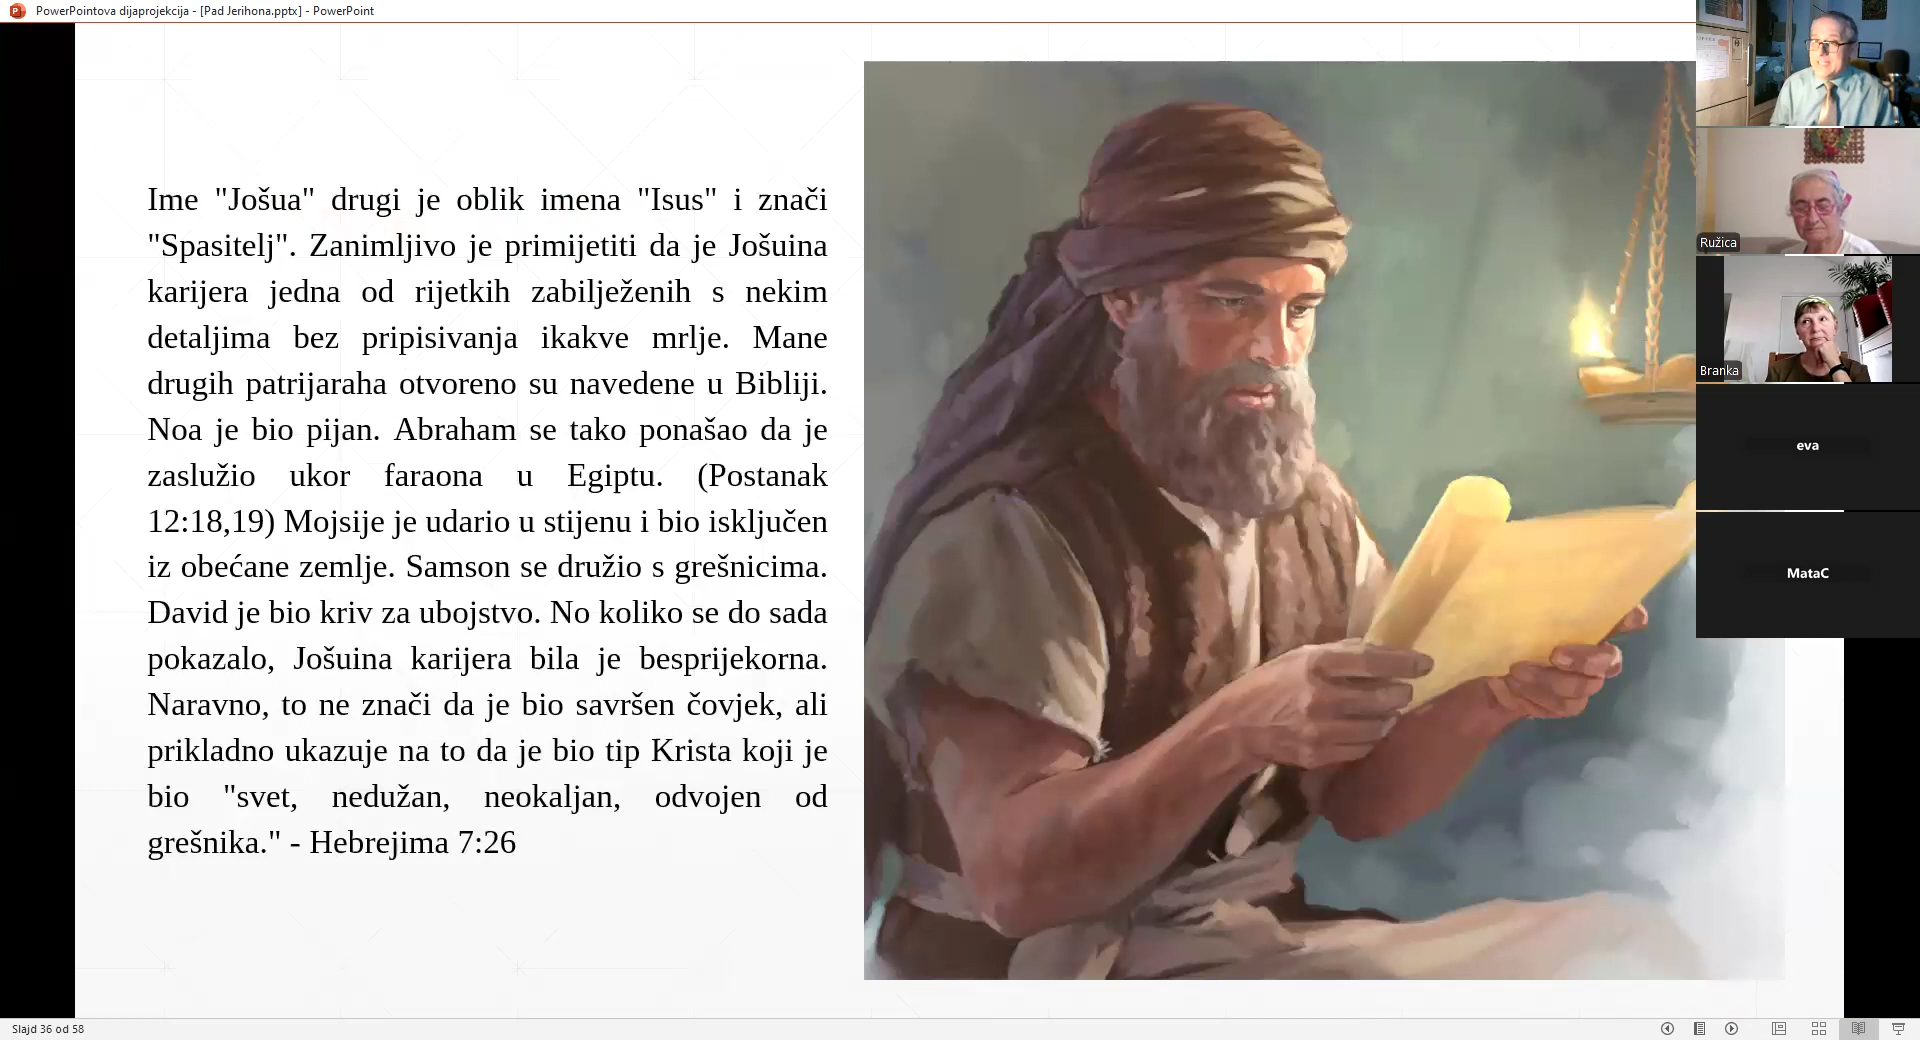 PowerPointova dijaprojekcija - [Pad Jerihona.pptx] - PowerPoint
Ime "Jošua" drugi je oblik imena "Isus" i znači
"Spasitelj". Zanimljivo je primijetiti da je Jošuina
karijera jedna od rijetkih zabilježenih s nekim
detaljima bez pripisivanja ikakve mrlje. Mane
drugih patrijaraha otvoreno su navedene u Bibliji.
Noa je bio pijan. Abraham se tako ponašao da je
zaslužio ukor faraona u Egiptu. (Postanak
12:18,19) Mojsije je udario u stijenu i bio isključen
iz obećane zemlje. Samson se družio s grešnicima.
David je bio kriv za ubojstvo. No koliko se do sada
pokazalo, Jošuina karijera bila je besprijekorna.
Naravno, to ne znači da je bio savršen čovjek, ali
prikladno ukazuje na to da je bio tip Krista koji je
bio "svet, nedužan, neokaljan, odvojen od
grešnika." - Hebrejima 7:26
Ružica
Branka
eva
MataC
Slajd 36 od 58